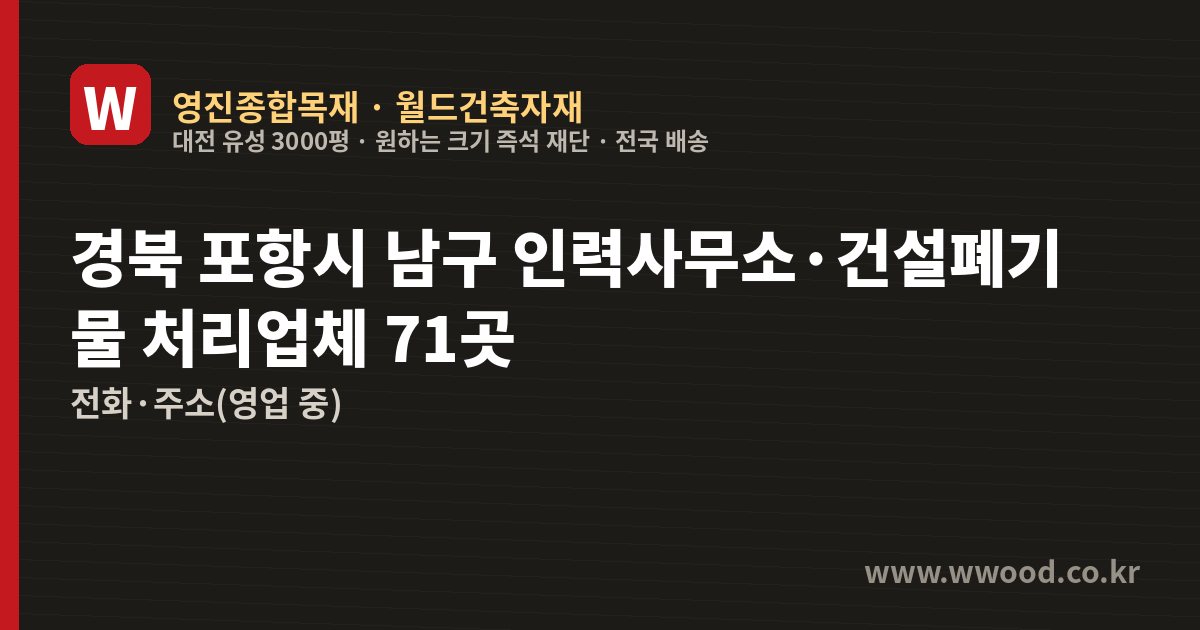 W
영진종합목재 · 월드건축자재
대전 유성 3000평 · 원하는 크기 즉석 재단 · 전국 배송
경북 포항시 남구 인력사무소·건설폐기
물 처리업체 71곳
전화·주소(영업 중)
www.wwood.co.kr